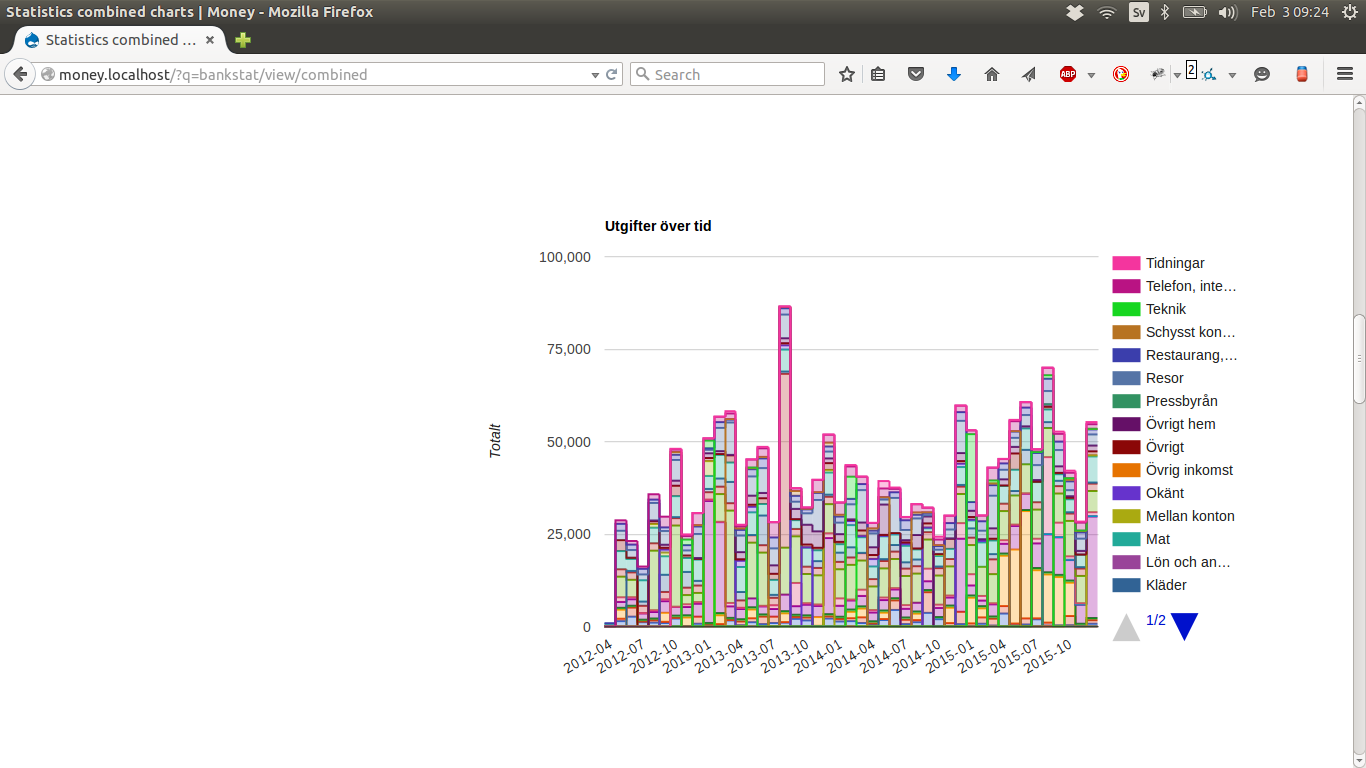 Statistics combined charts | Money - Mozilla Firefox
Sv
Feb 3 09:24
Statistics combined ...
money.localhost/?q=bankstat/view/combined
Search
ABP
2
Utgifter över tid
100,000
75,000
50,000
25,000
0
Totalt
2012-04
2012-07
2012-10
2013-01
2013-04
2013-07
2013-10
2014-01
2014-04
2014-07
2014-10
2015-01
2015-04
2015-07
2015-10
Tidningar
Telefon, inte…
Teknik
Schysst kon…
Restaurang,…
Resor
Pressbyrån
Övrigt hem
Övrigt
Övrig inkomst
Okänt
Mellan konton
Mat
Lön och an…
Kläder
1/2